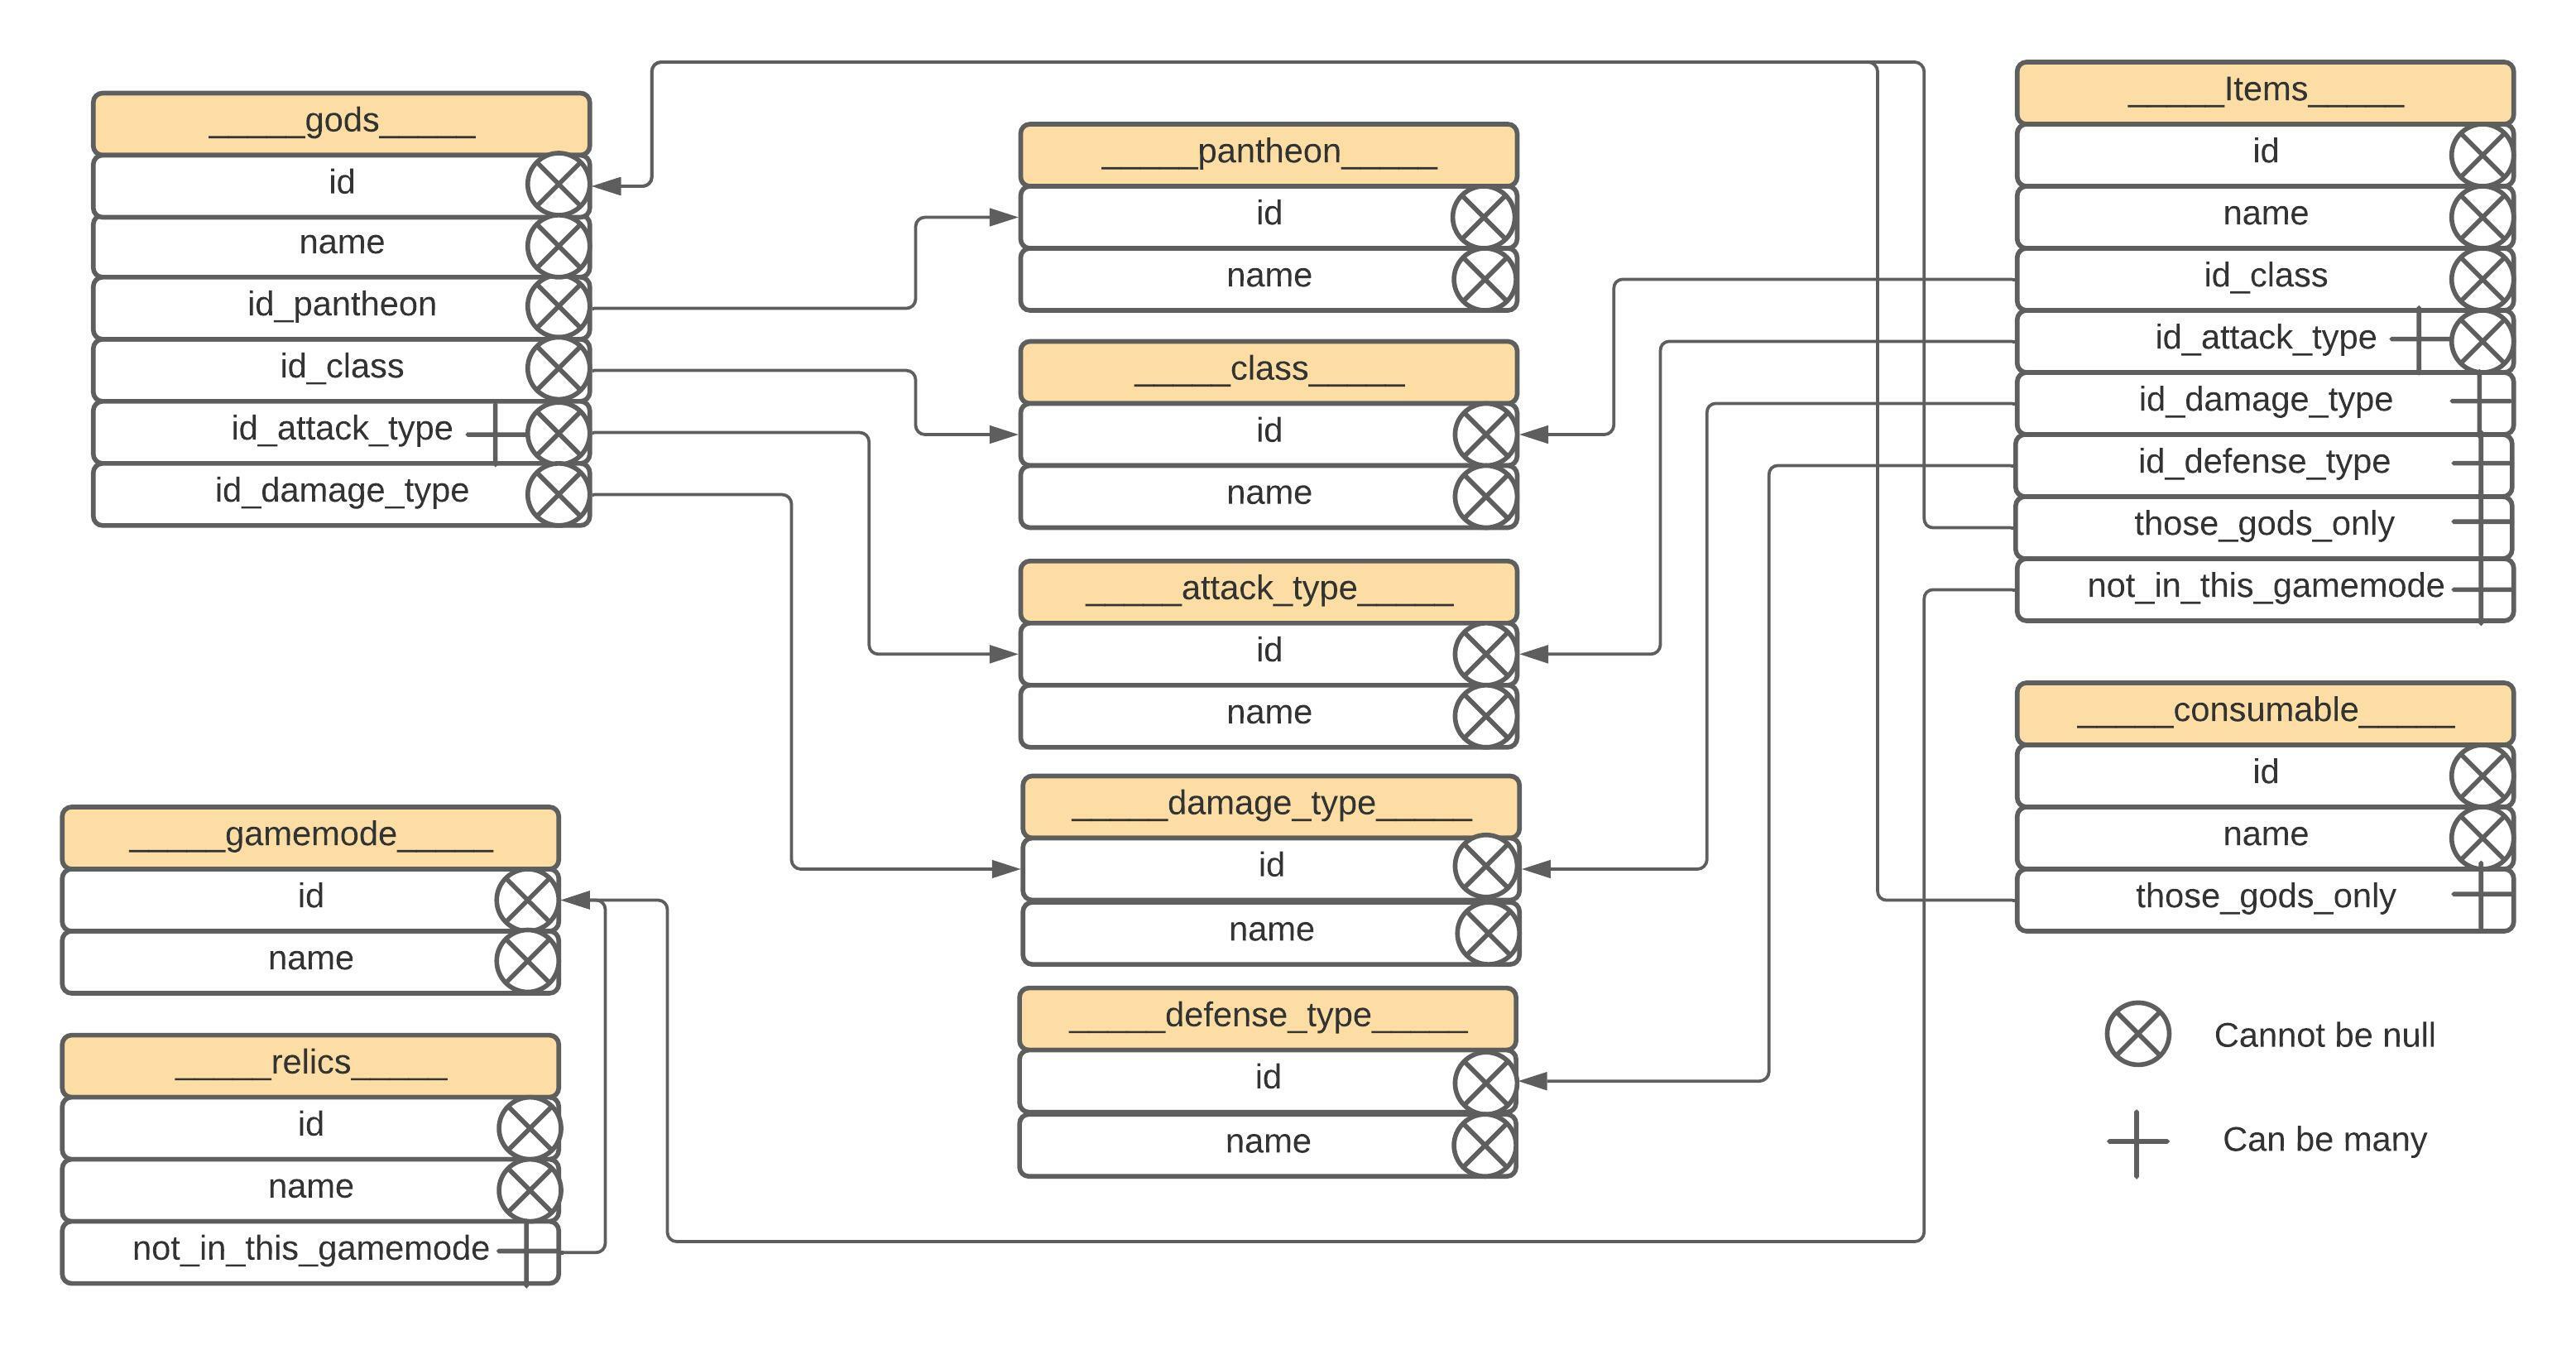 _____gods_____
id
name
id_pantheon
id_class
id_attack_type
id_damage_type
_____gamemode_____
id
name
_____relics_____
id
name
not_in_this_gamemode
_____pantheon_____
id
name
_____class_____
id
name
_____attack_type_____
id
name
_____damage_type_____
id
name
_____defense_type_____
id
name
_____Items_____
id
name
id_class
id_attack_type
id_damage_type
id_defense_type
those_gods_only
not_in_this_gamemode
_____consumable_____
id
name
those_gods_only
Cannot be null
Can be many